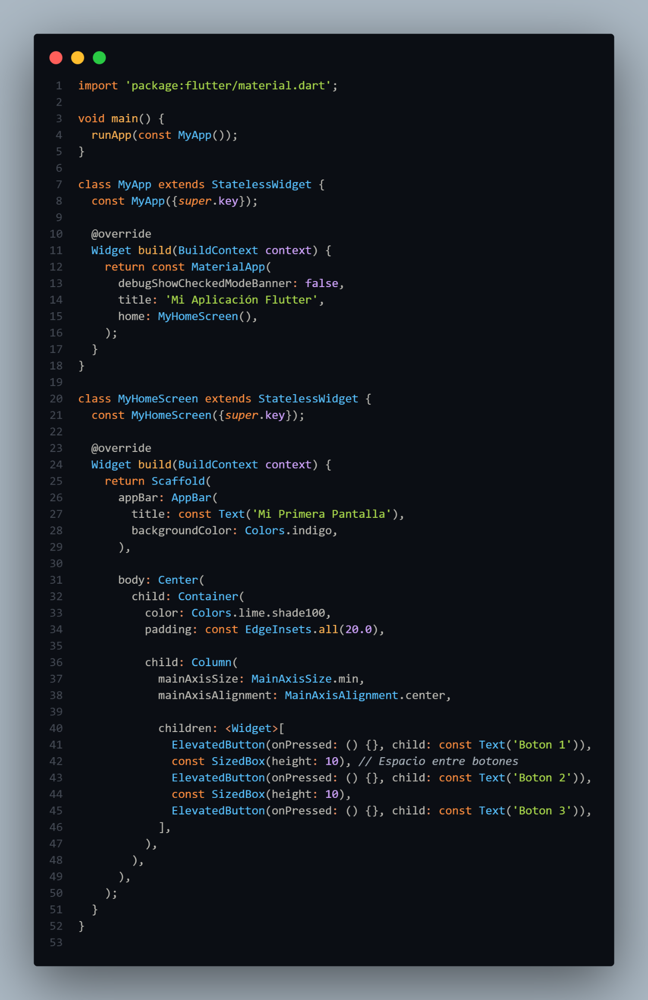 1 import 'package:flutter/material.dart';
2
3 void main() {
4   runApp(const MyApp());
5 }
6
7 class MyApp extends StatelessWidget {
8   const MyApp({super.key});
9
10   @override
11   Widget build(BuildContext context) {
12     return const MaterialApp(
13       debugShowCheckedModeBanner: false,
14       title: 'Mi Aplicación Flutter',
15       home: MyHomeScreen(),
16     );
17   }
18 }
19
20 class MyHomeScreen extends StatelessWidget {
21   const MyHomeScreen({super.key});
22
23   @override
24   Widget build(BuildContext context) {
25     return Scaffold(
26       appBar: AppBar(
27         title: const Text('Mi Primera Pantalla'),
28         backgroundColor: Colors.indigo,
29       ),
30
31       body: Center(
32         child: Container(
33           color: Colors.lime.shade100,
34           padding: const EdgeInsets.all(20.0),
35
36           child: Column(
37             mainAxisSize: MainAxisSize.min,
38             mainAxisAlignment: MainAxisAlignment.center,
39
40             children: <Widget>[
41               ElevatedButton(onPressed: () {}, child: const Text('Boton 1')),
42               const SizedBox(height: 10), // Espacio entre botones
43               ElevatedButton(onPressed: () {}, child: const Text('Boton 2')),
44               const SizedBox(height: 10),
45               ElevatedButton(onPressed: () {}, child: const Text('Boton 3')),
46             ],
47           ),
48         ),
49       ),
50     );
51   }
52 }
53